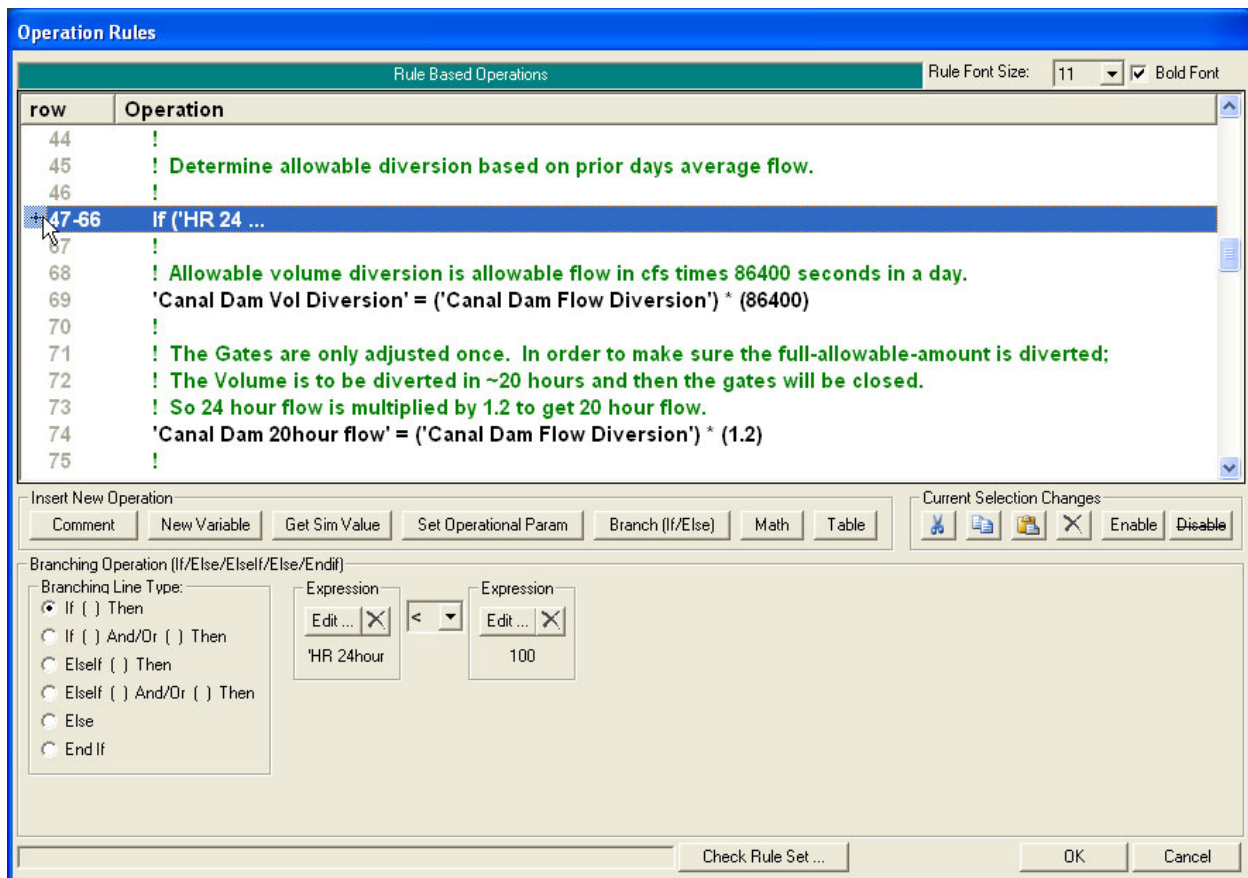 Operation Rules
Rule Based Operations Rule Font Size: 11 Bold Font
row Operation
44 !
45 ! Determine allowable diversion based on prior days average flow.
46 !
47-66 If ('HR 24 ...
67 !
68 ! Allowable volume diversion is allowable flow in cfs times 86400 seconds in a day.
69 'Canal Dam Vol Diversion' = ('Canal Dam Flow Diversion') * (86400)
70 !
71 ! The Gates are only adjusted once. In order to make sure the full-allowable-amount is diverted;
72 ! The Volume is to be diverted in ~20 hours and then the gates will be closed.
73 ! So 24 hour flow is multiplied by 1.2 to get 20 hour flow.
74 'Canal Dam 20hour flow' = ('Canal Dam Flow Diversion') * (1.2)
75 !
Insert New Operation Current Selection Changes
Comment New Variable Get Sim Value Set Operational Param Branch (If/Else) Math Table Enable Disable
Branching Operation (If/Else/ElseIf/Else/Endif)
Branching Line Type: Expression Expression
If ( ) Then Edit ... < Edit ...
If ( ) And/Or ( ) Then 'HR 24hour 100
ElseIf ( ) Then
ElseIf ( ) And/Or ( ) Then
Else
End If
Check Rule Set ... OK Cancel